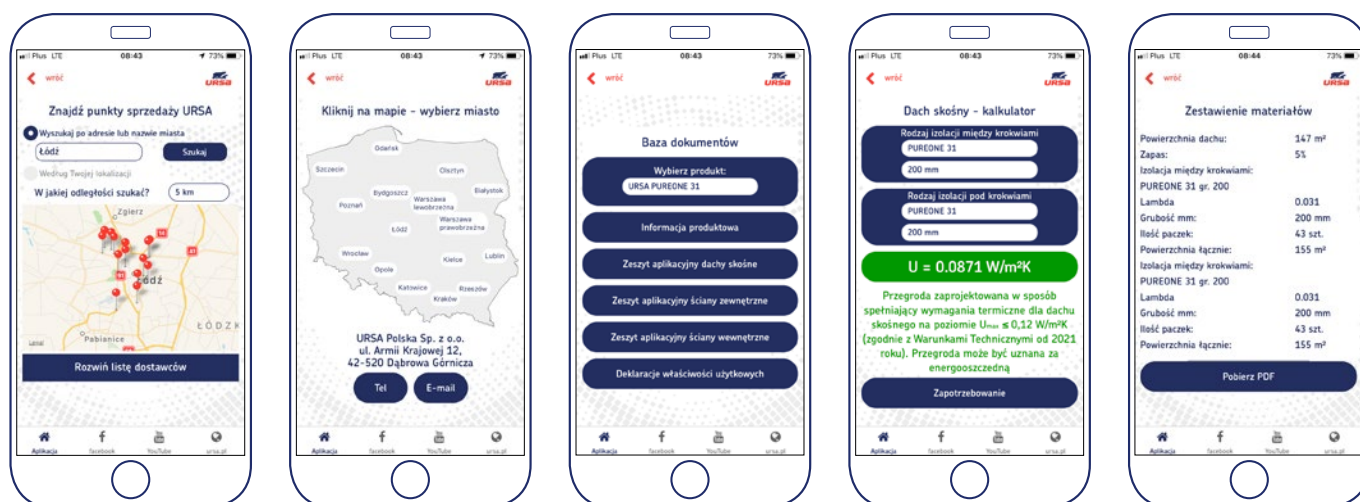 Plus LTE 08:43 73%
wróć
URSA
Znajdź punkty sprzedaży URSA
Wyszukaj po adresie lub nazwie miasta
Łódź Szukaj
Według Twojej lokalizacji
W jakiej odległości szukać? 5 km
Zgierz
Łódź
ŁÓDZK
Pabianice
Legal
Rozwiń listę dostawców
Aplikacja facebook YouTube ursa.pl
Plus LTE 08:43 73%
wróć
URSA
Kliknij na mapie - wybierz miasto
Gdańsk
Szczecin
Olsztyn
Bydgoszcz
Białystok
Poznań
Warszawa
lewobrzeżna
Warszawa
prawobrzeżna
Łódź
Wrocław
Kielce
Lublin
Opole
Katowice
Rzeszów
Kraków
URSA Polska Sp. z o.o.
ul. Armii Krajowej 12,
42-520 Dąbrowa Górnicza
Tel E-mail
Aplikacja facebook YouTube ursa.pl
Plus LTE 08:43 73%
wróć
URSA
Baza dokumentów
Wybierz produkt:
URSA PUREONE 31
Informacja produktowa
Zeszyt aplikacyjny dachy skośne
Zeszyt aplikacyjny ściany zewnętrzne
Zeszyt aplikacyjny ściany wewnętrzne
Deklaracje właściwości użytkowych
Aplikacja facebook YouTube ursa.pl
Plus LTE 08:43 73%
wróć
URSA
Dach skośny - kalkulator
Rodzaj izolacji między krokwiami
PUREONE 31
200 mm
Rodzaj izolacji pod krokwiami
PUREONE 31
200 mm
U = 0.0871 W/m²K
Przegroda zaprojektowana w sposób
spełniający wymagania termiczne dla dachu
skośnego na poziomie Umax ≤ 0,12 W/m²K
(zgodnie z Warunkami Technicznymi od 2021
roku). Przegroda może być uznana za
energooszczedną
Zapotrzebowanie
Aplikacja facebook YouTube ursa.pl
Plus LTE 08:44 73%
wróć
URSA
Zestawienie materiałów
Powierzchnia dachu: 147 m²
Zapas: 5%
Izolacja między krokwiami:
PUREONE 31 gr. 200
Lambda 0.031
Grubość mm: 200 mm
Ilość paczek: 43 szt.
Powierzchnia łącznie: 155 m²
Izolacja między krokwiami:
PUREONE 31 gr. 200
Lambda 0.031
Grubość mm: 200 mm
Ilość paczek: 43 szt.
Powierzchnia łącznie: 155 m²
Pobierz PDF
Aplikacja facebook YouTube ursa.pl